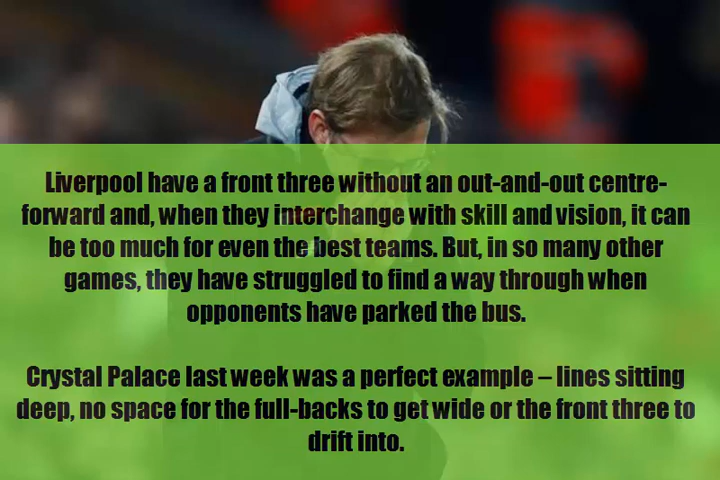 Liverpool have a front three without an out-and-out centre-
forward and, when they interchange with skill and vision, it can
be too much for even the best teams. But, in so many other
games, they have struggled to find a way through when
opponents have parked the bus.
Crystal Palace last week was a perfect example – lines sitting
deep, no space for the full-backs to get wide or the front three to
drift into.